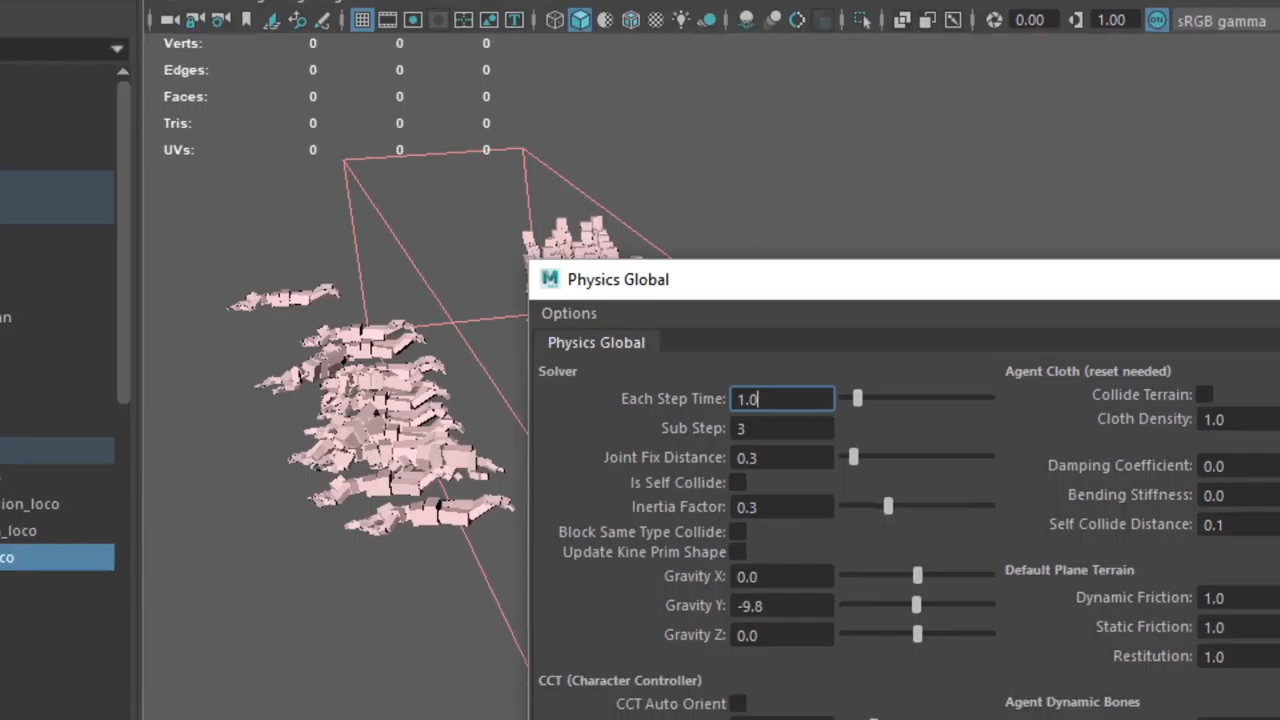 0.00 1.00 ON sRGB gamma
Verts: 0 0 0
Edges: 0 0 0
Faces: 0 0 0
Tris: 0 0 0
UVs: 0 0 0
an
sion_loco
_loco
co
M Physics Global
Options
Physics Global
Solver
Each Step Time: 1.0
Sub Step: 3
Joint Fix Distance: 0.3
Is Self Collide:
Inertia Factor: 0.3
Block Same Type Collide:
Update Kine Prim Shape
Gravity X: 0.0
Gravity Y: -9.8
Gravity Z: 0.0
CCT (Character Controller)
CCT Auto Orient
Agent Cloth (reset needed)
Collide Terrain:
Cloth Density: 1.0
Damping Coefficient: 0.0
Bending Stiffness: 0.0
Self Collide Distance: 0.1
Default Plane Terrain
Dynamic Friction: 1.0
Static Friction: 1.0
Restitution: 1.0
Agent Dynamic Bones